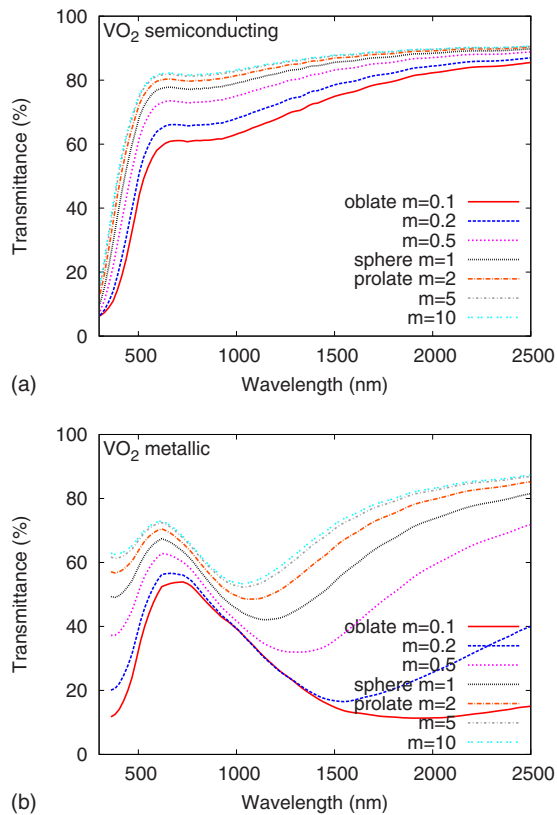 VO2 semiconducting
100
80
60
40
20
0
Transmittance (%)
oblate m=0.1
m=0.2
m=0.5
sphere m=1
prolate m=2
m=5
m=10
500 1000 1500 2000 2500
Wavelength (nm)
(a)
VO2 metallic
100
80
60
40
20
0
Transmittance (%)
oblate m=0.1
m=0.2
m=0.5
sphere m=1
prolate m=2
m=5
m=10
500 1000 1500 2000 2500
Wavelength (nm)
(b)